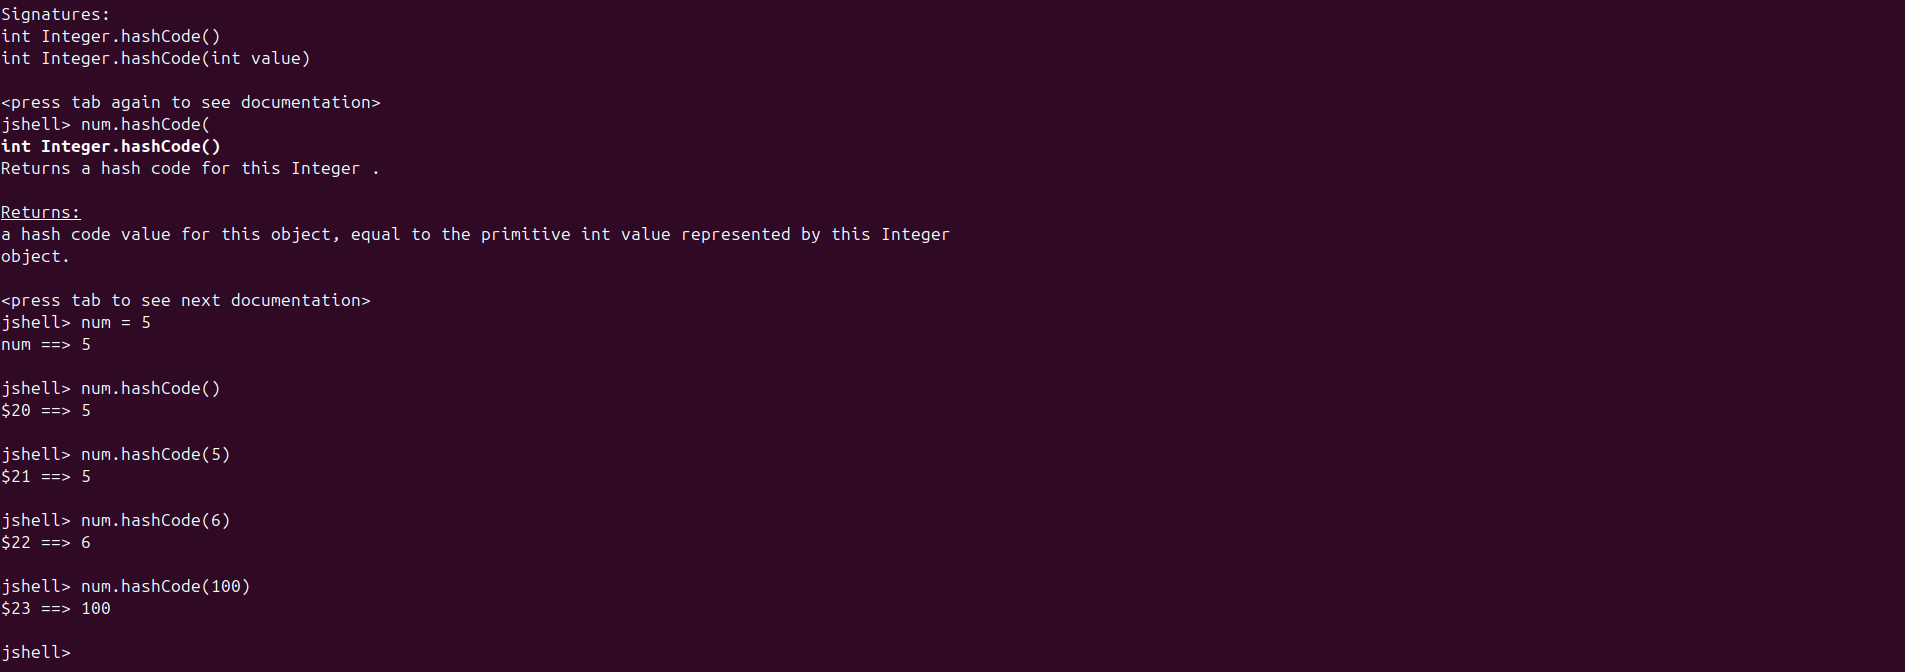 Signatures:
int Integer.hashCode()
int Integer.hashCode(int value)
<press tab again to see documentation>
jshell> num.hashCode(
int Integer.hashCode()
Returns a hash code for this Integer .
Returns:
a hash code value for this object, equal to the primitive int value represented by this Integer
object.
<press tab to see next documentation>
jshell> num = 5
num ==> 5
jshell> num.hashCode()
$20 ==> 5
jshell> num.hashCode(5)
$21 ==> 5
jshell> num.hashCode(6)
$22 ==> 6
jshell> num.hashCode(100)
$23 ==> 100
jshell>